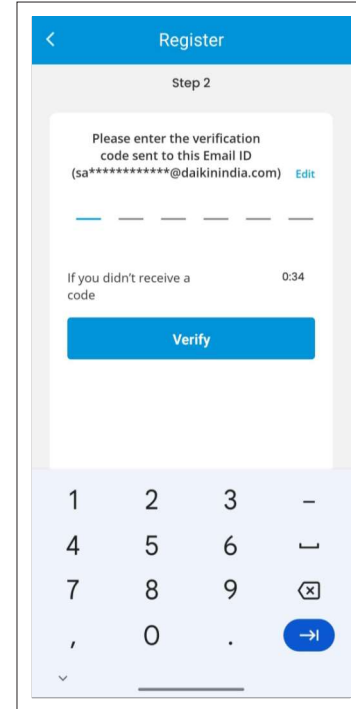 Register
Step 2
Please enter the verification
code sent to this Email ID
(sa************@daikinindia.com) Edit
If you didn't receive a 0:34
code
Verify
1 2 3 –
4 5 6
7 8 9
, 0 .